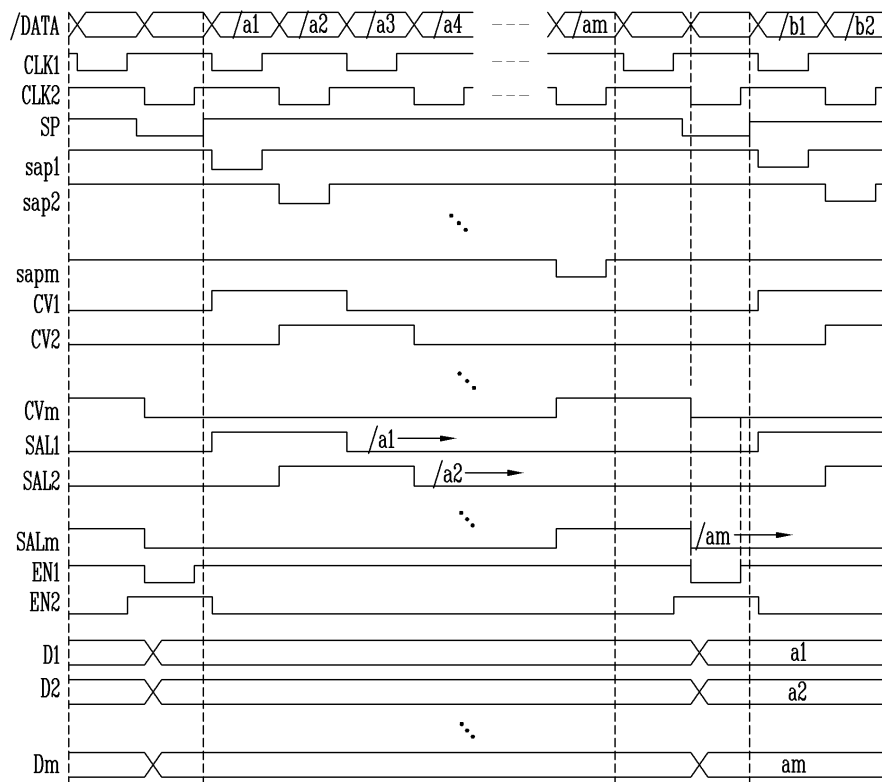 /DATA /a1 /a2 /a3 /a4 /am /b1 /b2
CLK1
CLK2
SP
sap1
sap2
sapm
CV1
CV2
CVm
SAL1 /a1
SAL2 /a2
SALm /am
EN1
EN2
D1 a1
D2 a2
Dm am